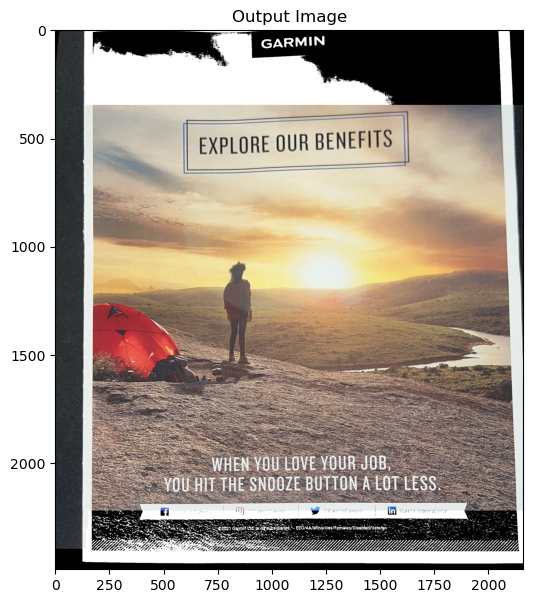 Output Image
GARMIN
EXPLORE OUR BENEFITS
WHEN YOU LOVE YOUR JOB,
YOU HIT THE SNOOZE BUTTON A LOT LESS.
0
500
1000
1500
2000
0
250
500
750
1000
1250
1500
1750
2000